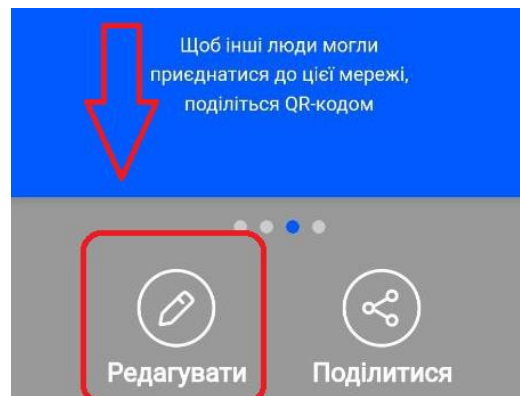 Щоб інші люди могли
приєднатися до цієї мережі,
поділіться QR-кодом
Редагувати Поділитися